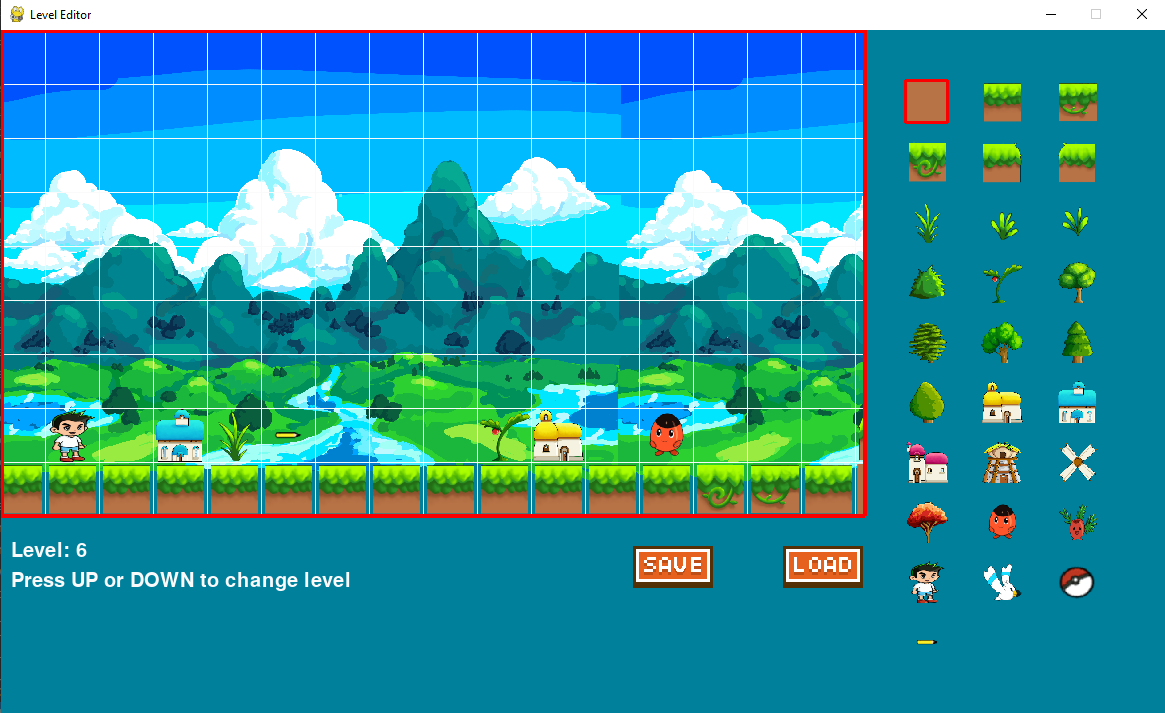 Level Editor
Level: 6
Press UP or DOWN to change level
SAVE
LOAD